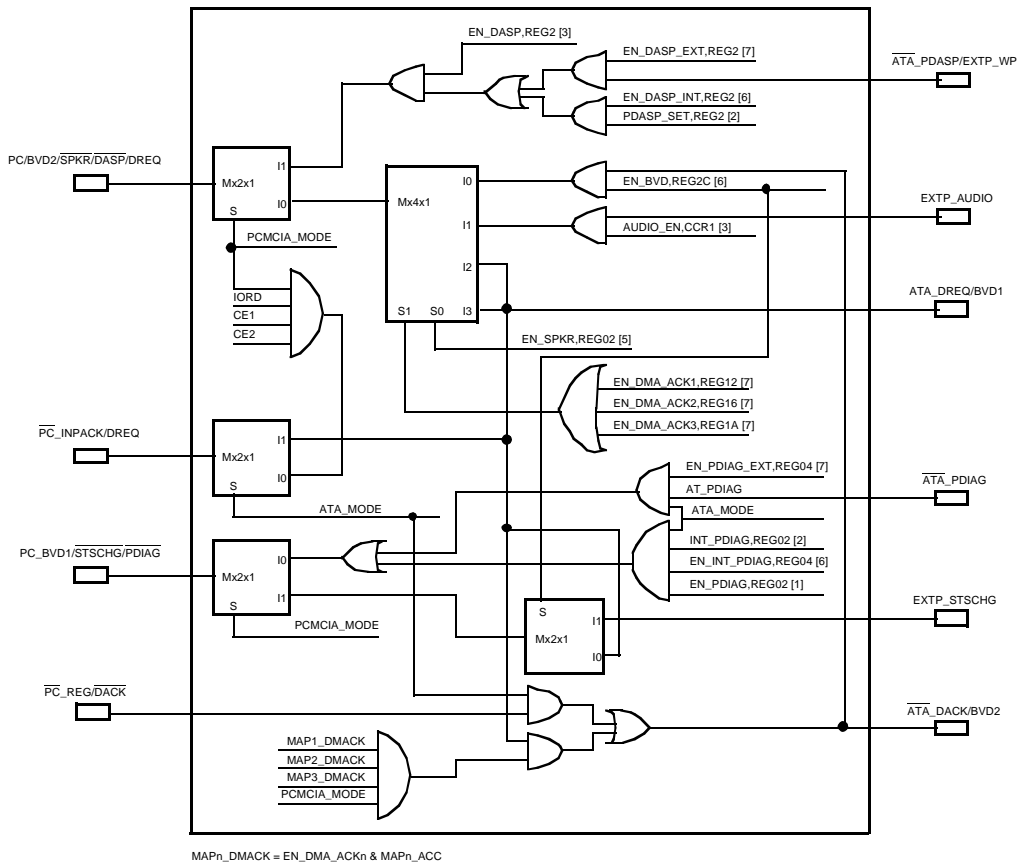 EN_DASP,REG2 [3]
EN_DASP_EXT,REG2 [7]
ATA_PDASP/EXTP_WP
EN_DASP_INT,REG2 [6]
PDASP_SET,REG2 [2]
PC/BVD2/SPKR/DASP/DREQ
I1
Mx2x1
I0
S
PCMCIA_MODE
I0
EN_BVD,REG2C [6]
Mx4x1
EXTP_AUDIO
I1
AUDIO_EN,CCR1 [3]
I2
ATA_DREQ/BVD1
S1
S0
I3
IORD
CE1
CE2
EN_SPKR,REG02 [5]
EN_DMA_ACK1,REG12 [7]
EN_DMA_ACK2,REG16 [7]
EN_DMA_ACK3,REG1A [7]
PC_INPACK/DREQ
I1
Mx2x1
I0
S
ATA_MODE
EN_PDIAG_EXT,REG04 [7]
AT_PDIAG
ATA_PDIAG
ATA_MODE
INT_PDIAG,REG02 [2]
EN_INT_PDIAG,REG04 [6]
EN_PDIAG,REG02 [1]
PC_BVD1/STSCHG/PDIAG
I0
Mx2x1
I1
S
PCMCIA_MODE
S
I1
Mx2x1
I0
EXTP_STSCHG
PC_REG/DACK
ATA_DACK/BVD2
MAP1_DMACK
MAP2_DMACK
MAP3_DMACK
PCMCIA_MODE
MAPn_DMACK = EN_DMA_ACKn & MAPn_ACC